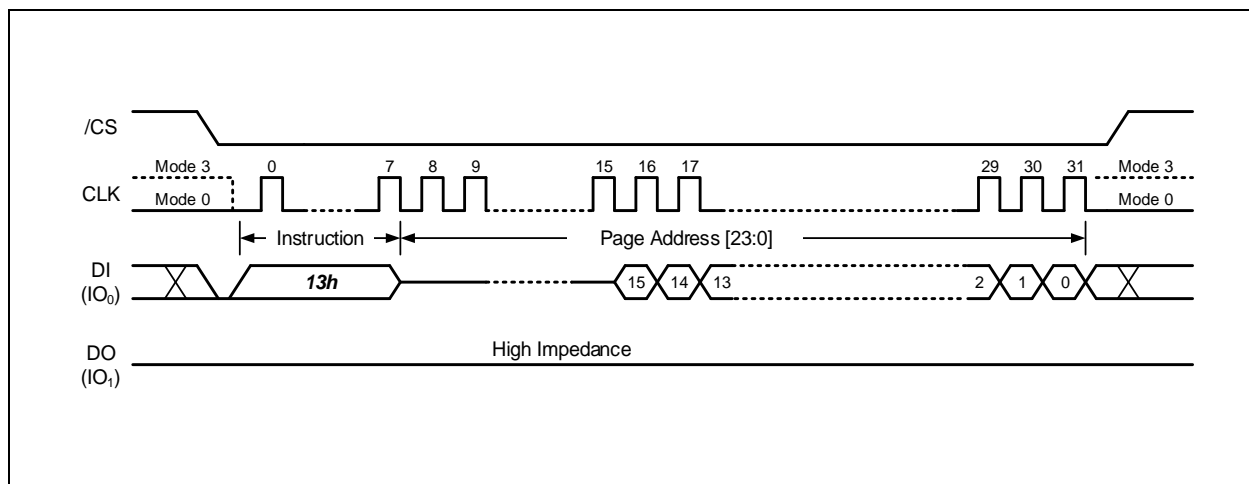 /CS
Mode 3 0 7 8 9 15 16 17 29 30 31 Mode 3
CLK
Mode 0 Mode 0
Instruction Page Address [23:0]
DI
(IO₀)
13h 15 14 13 2 1 0
High Impedance
DO
(IO₁)